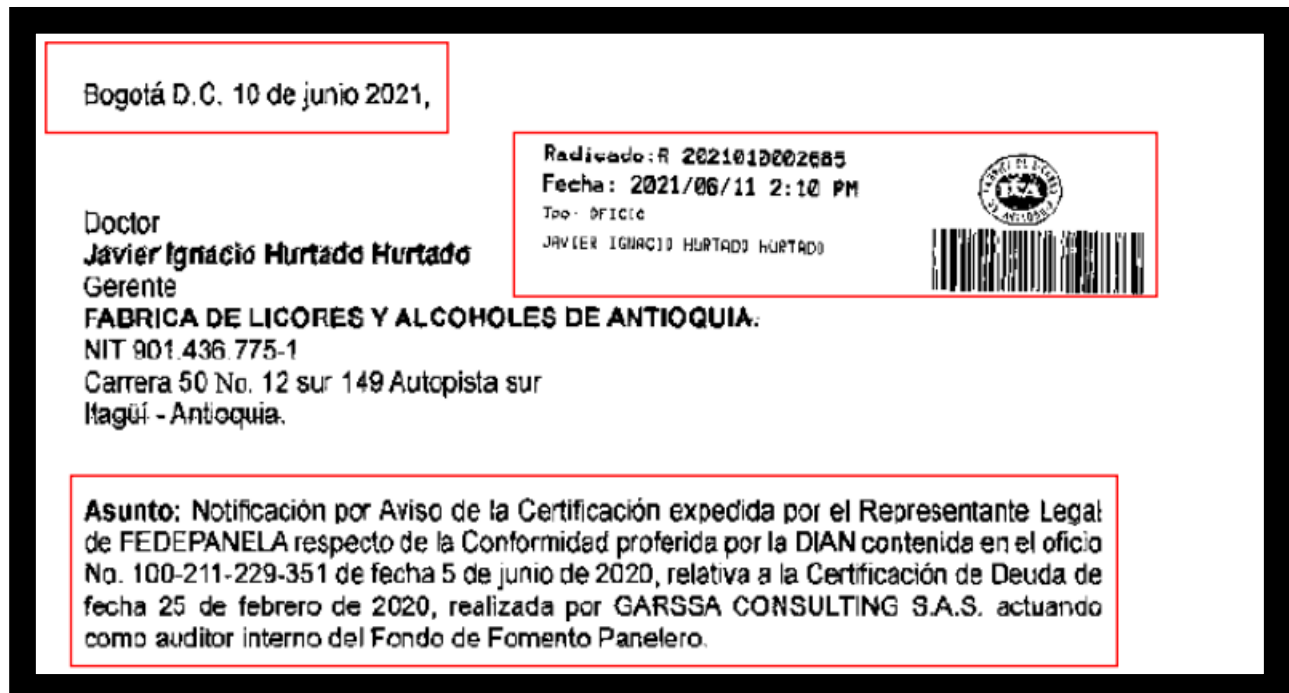 Bogotá D.C. 10 de junio 2021,
Radicado:R 2021010002685
Fecha: 2021/06/11 2:10 PM
Tpo: OFICIO
JAVIER IGNACIO HURTADO HURTADO
Doctor
Javier Ignacio Hurtado Hurtado
Gerente
FABRICA DE LICORES Y ALCOHOLES DE ANTIOQUIA.
NIT 901.436.775-1
Carrera 50 No. 12 sur 149 Autopista sur
Itagüí - Antioquia.
Asunto: Notificación por Aviso de la Certificación expedida por el Representante Legal
de FEDEPANELA respecto de la Conformidad proferida por la DIAN contenida en el oficio
No. 100-211-229-351 de fecha 5 de junio de 2020, relativa a la Certificación de Deuda de
fecha 25 de febrero de 2020, realizada por GARSSA CONSULTING S.A.S. actuando
como auditor interno del Fondo de Fomento Panelero.